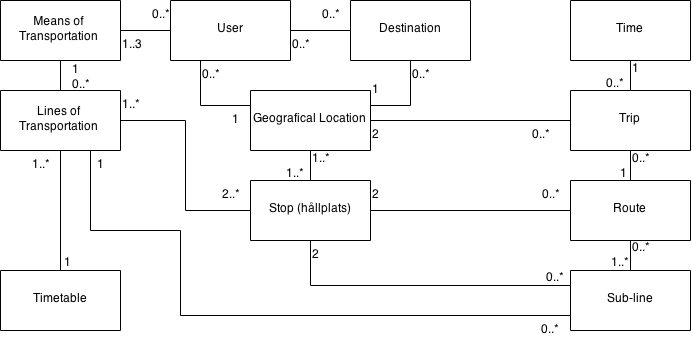 0..*
0..*
Means of
Transportation
User
Destination
Time
1..3
0..*
1
0..*
0..*
0..*
1
0..*
1
Lines of
Transportation
1..*
1
Geografical Location
2
0..*
Trip
1..*
1
1..*
1..*
0..*
1
2..*
Stop (hållplats)
2
0..*
Route
2
0..*
1..*
1
0..*
Timetable
Sub-line
0..*